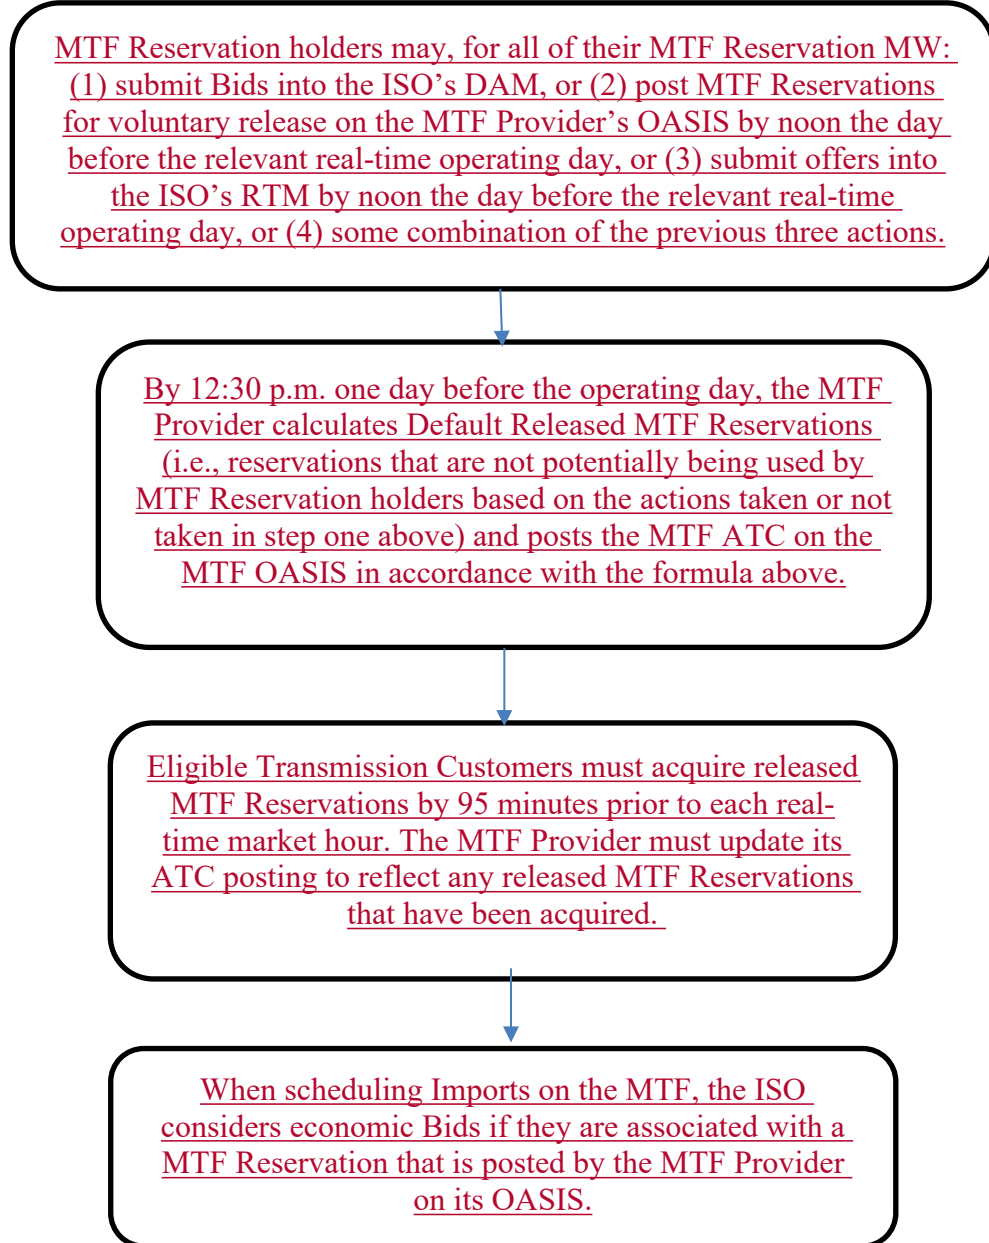 MTF Reservation holders may, for all of their MTF Reservation MW:
(1) submit Bids into the ISO’s DAM, or (2) post MTF Reservations
for voluntary release on the MTF Provider’s OASIS by noon the day
before the relevant real-time operating day, or (3) submit offers into
the ISO’s RTM by noon the day before the relevant real-time
operating day, or (4) some combination of the previous three actions.
By 12:30 p.m. one day before the operating day, the MTF
Provider calculates Default Released MTF Reservations
(i.e., reservations that are not potentially being used by
MTF Reservation holders based on the actions taken or not
taken in step one above) and posts the MTF ATC on the
MTF OASIS in accordance with the formula above.
Eligible Transmission Customers must acquire released
MTF Reservations by 95 minutes prior to each real-
time market hour. The MTF Provider must update its
ATC posting to reflect any released MTF Reservations
that have been acquired.
When scheduling Imports on the MTF, the ISO
considers economic Bids if they are associated with a
MTF Reservation that is posted by the MTF Provider
on its OASIS.